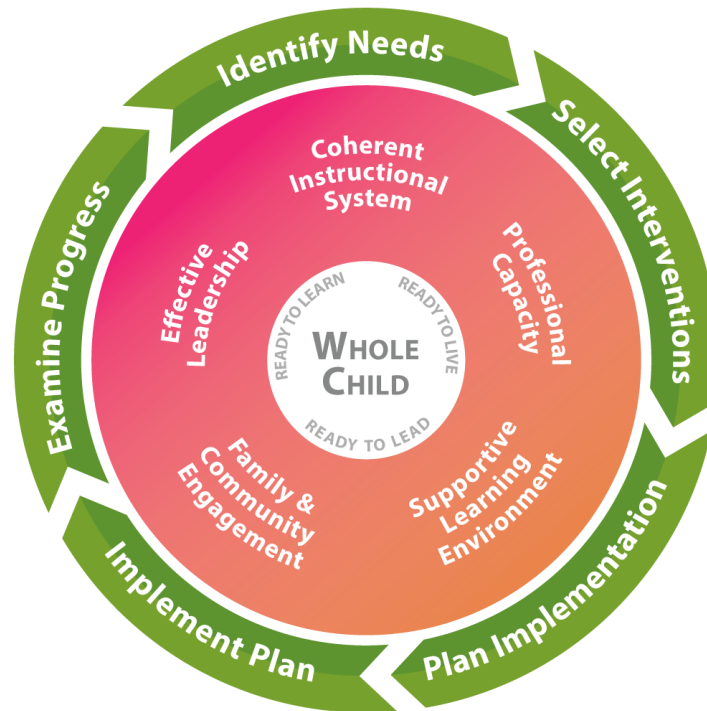 Identify Needs
Select Interventions
Plan Implementation
Implement Plan
Examine Progress
Coherent
Instructional
System
Professional
Capacity
Supportive
Learning
Environment
Family &
Community
Engagement
Effective
Leadership
READY TO LEARN
READY TO LIVE
WHOLE
CHILD
READY TO LEAD